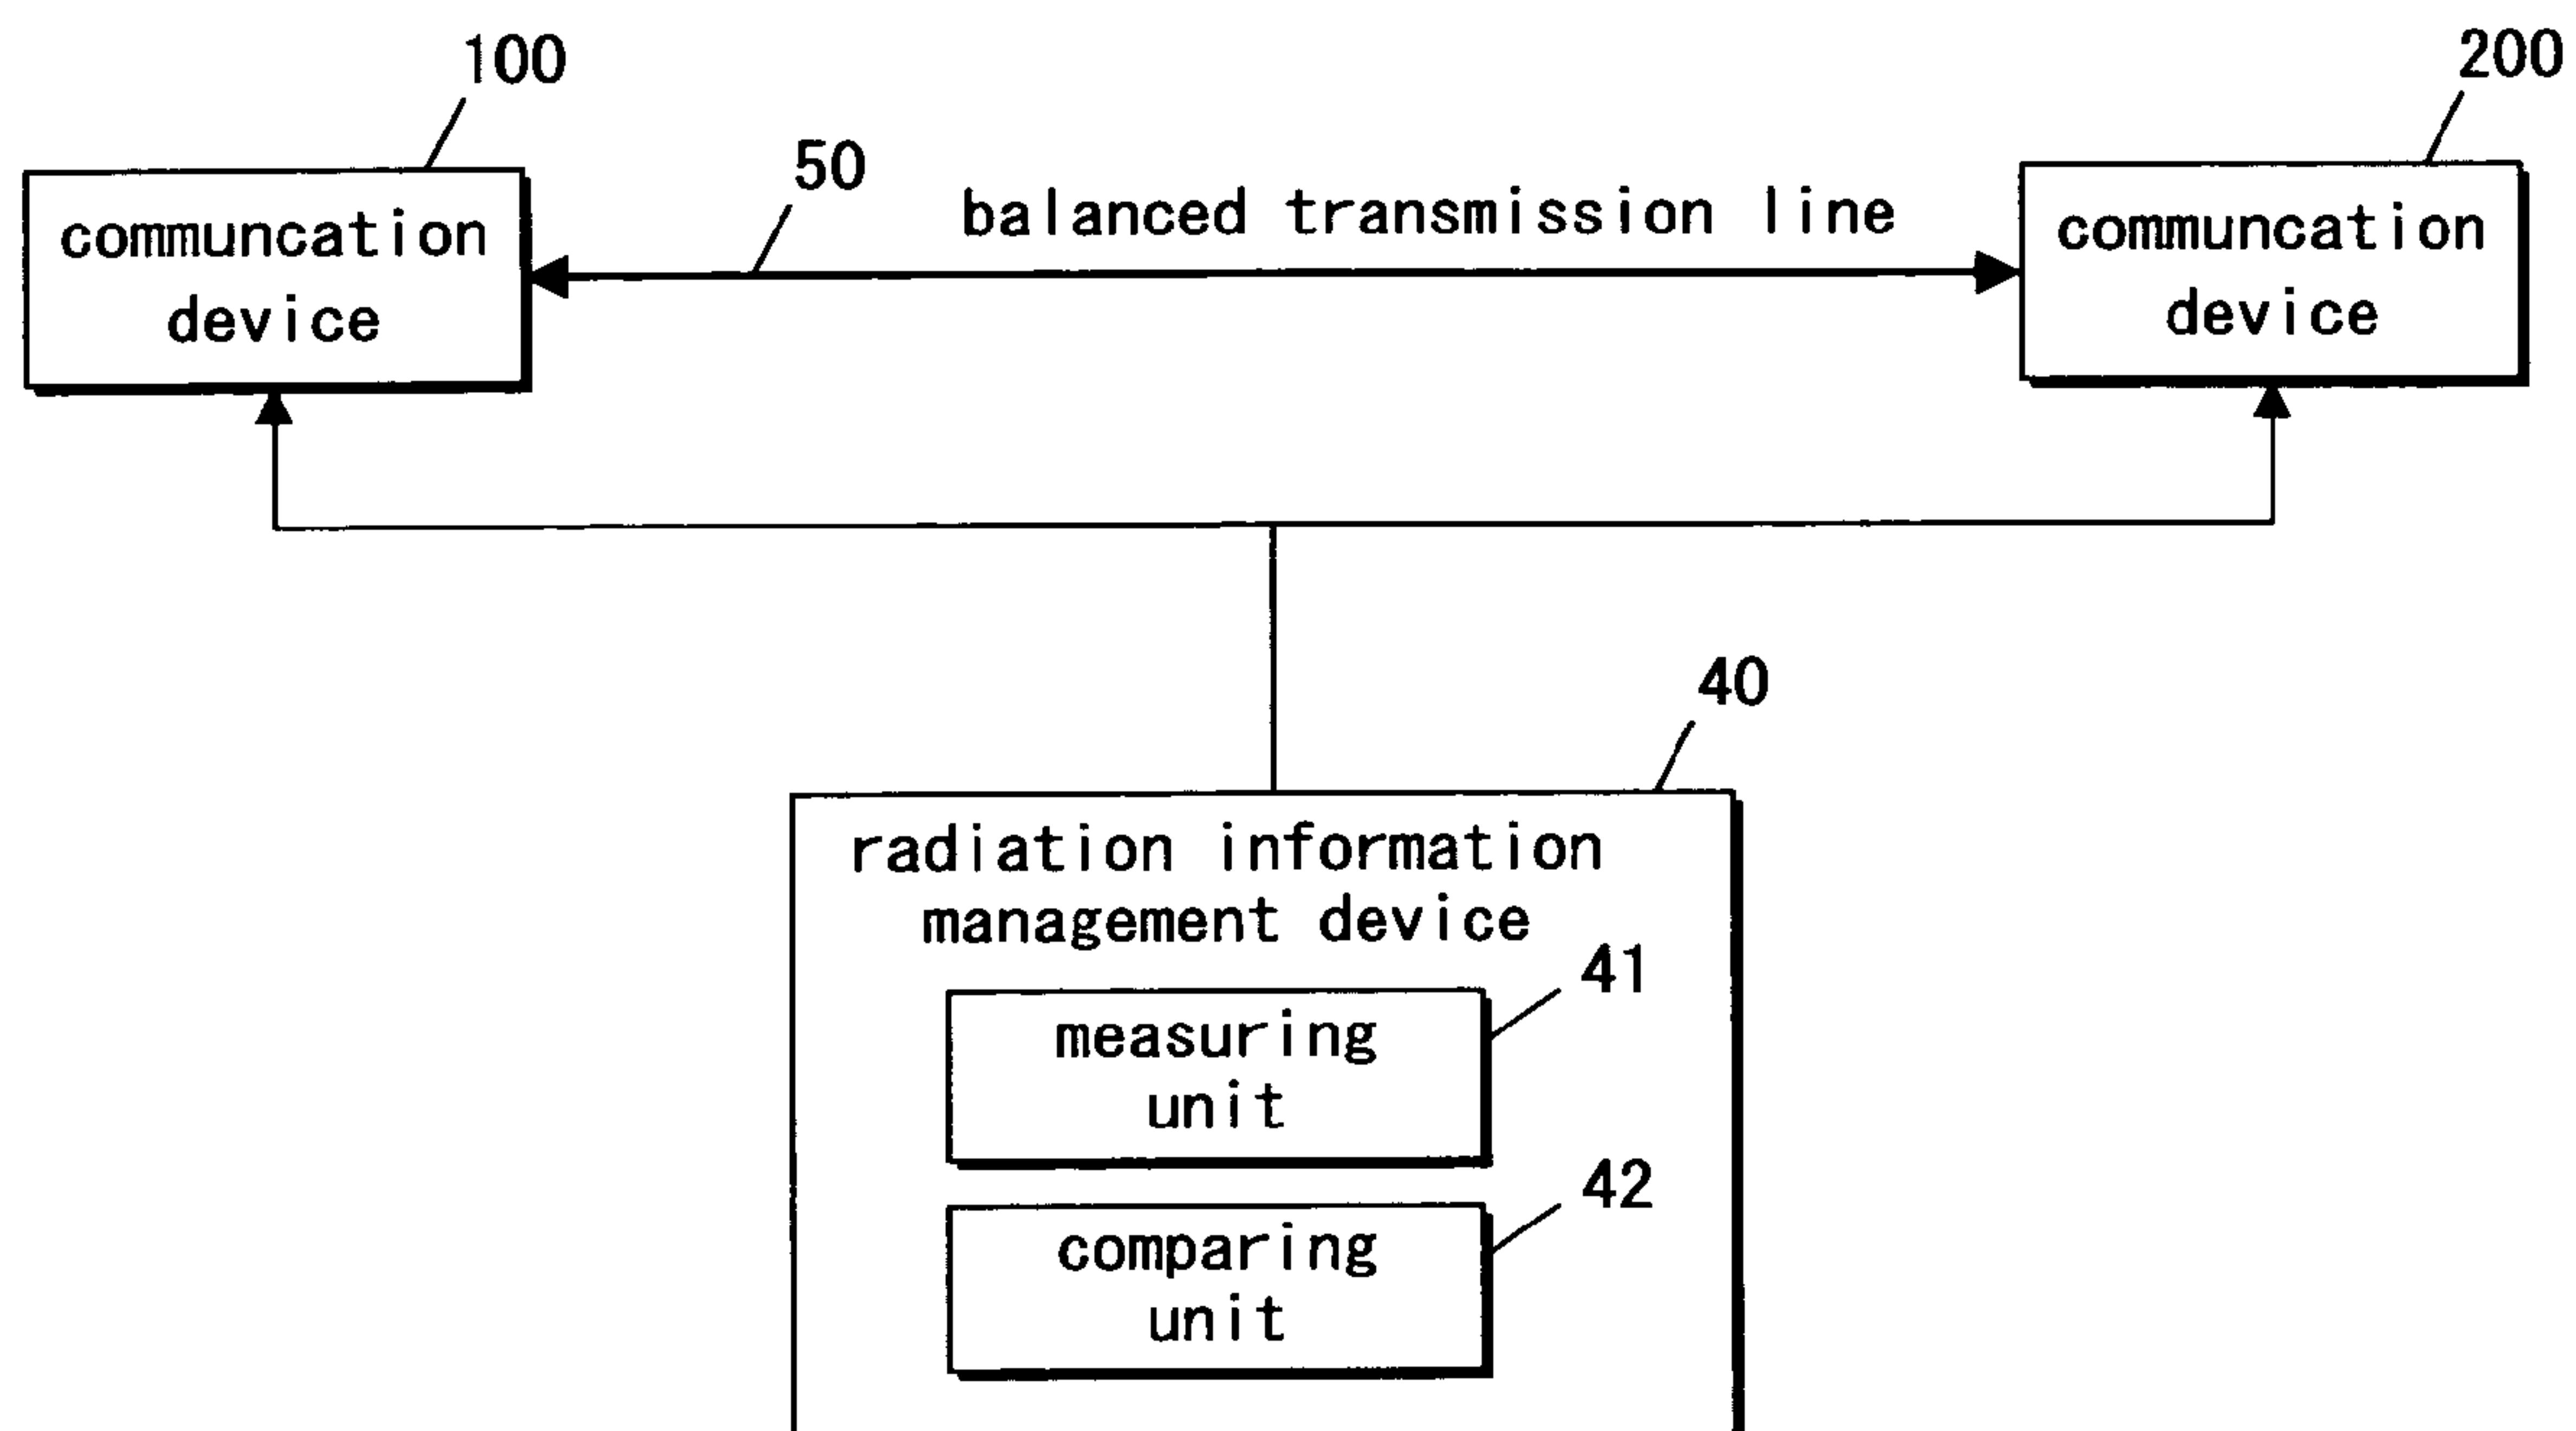 100
200
50
balanced transmission line
communcation
device
communcation
device
40
radiation information
management device
41
measuring
unit
42
comparing
unit